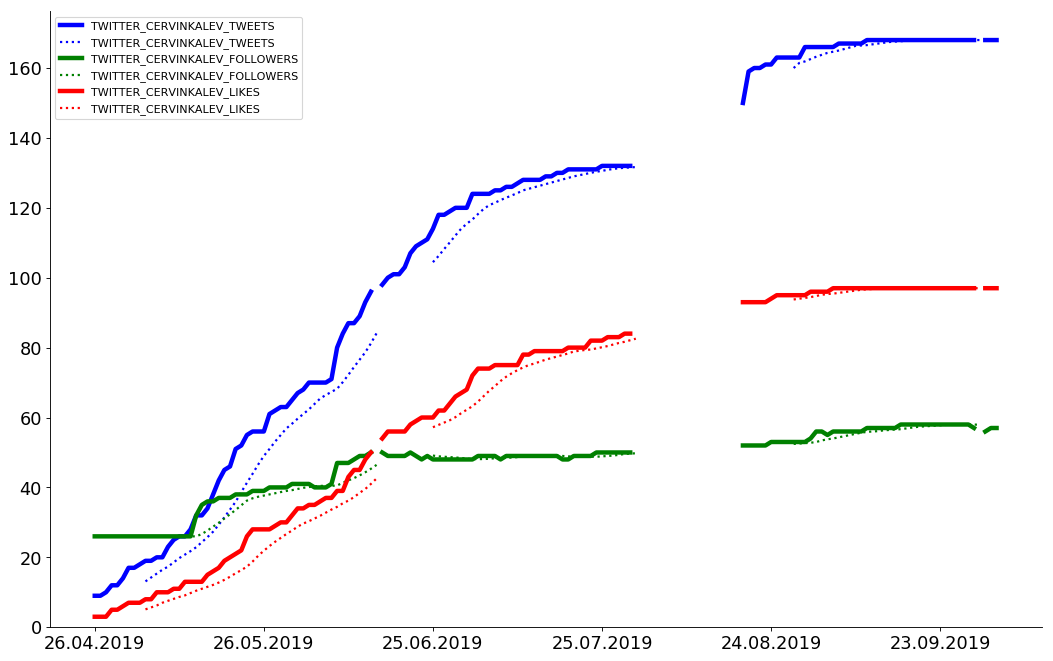 TWITTER_CERVINKALEV_TWEETS
TWITTER_CERVINKALEV_TWEETS
TWITTER_CERVINKALEV_FOLLOWERS
TWITTER_CERVINKALEV_FOLLOWERS
TWITTER_CERVINKALEV_LIKES
TWITTER_CERVINKALEV_LIKES
160
140
120
100
80
60
40
20
0
26.04.2019 26.05.2019 25.06.2019 25.07.2019 24.08.2019 23.09.2019